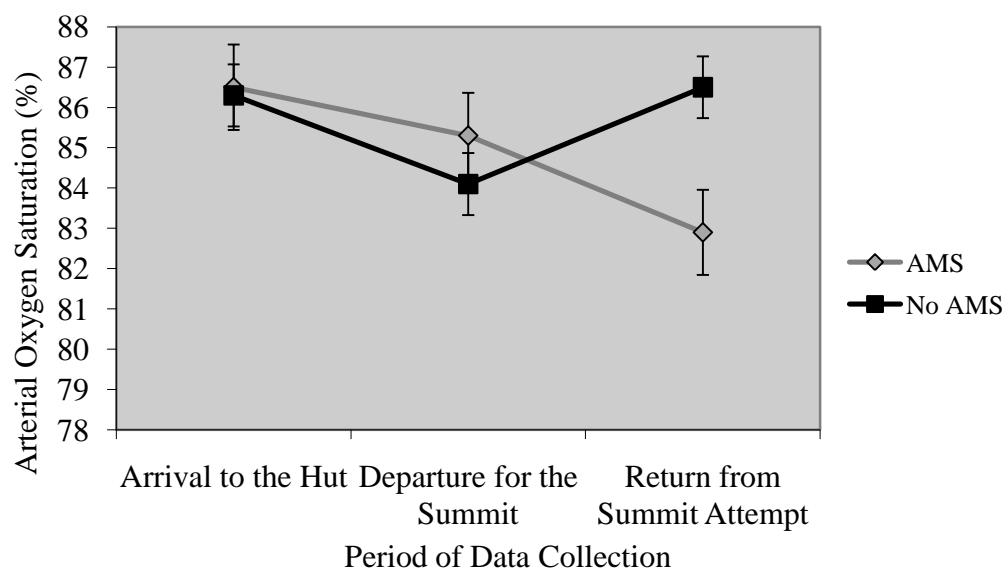 Arterial Oxygen Saturation (%)
88
87
86
85
84
83
82
81
80
79
78
Arrival to the Hut
Departure for the
Summit
Return from
Summit Attempt
Period of Data Collection
AMS
No AMS